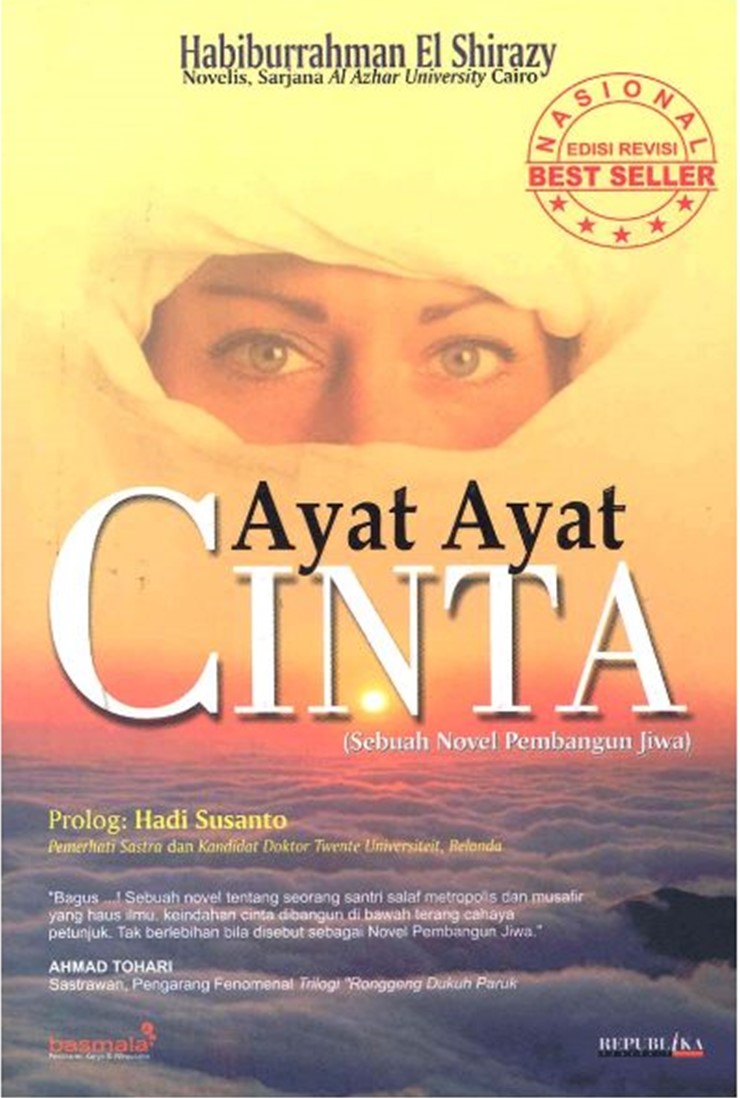 Habiburrahman El Shirazy
Novelis, Sarjana Al Azhar University Cairo
NASIONAL
EDISI REVISI
BEST SELLER
Ayat Ayat
CINTA
(Sebuah Novel Pembangun Jiwa)
Prolog: Hadi Susanto
Pemerhati Sastra dan Kandidat Doktor Twente Universiteit, Belanda
"Bagus ...! Sebuah novel tentang seorang santri salaf metropolis dan musafir
yang haus ilmu, keindahan cinta dibangun di bawah terang cahaya
petunjuk. Tak berlebihan bila disebut sebagai Novel Pembangun Jiwa."
AHMAD TOHARI
Sastrawan, Pengarang Fenomenal Trilogi "Ronggeng Dukuh Paruk
basmala
REPUBLIKA